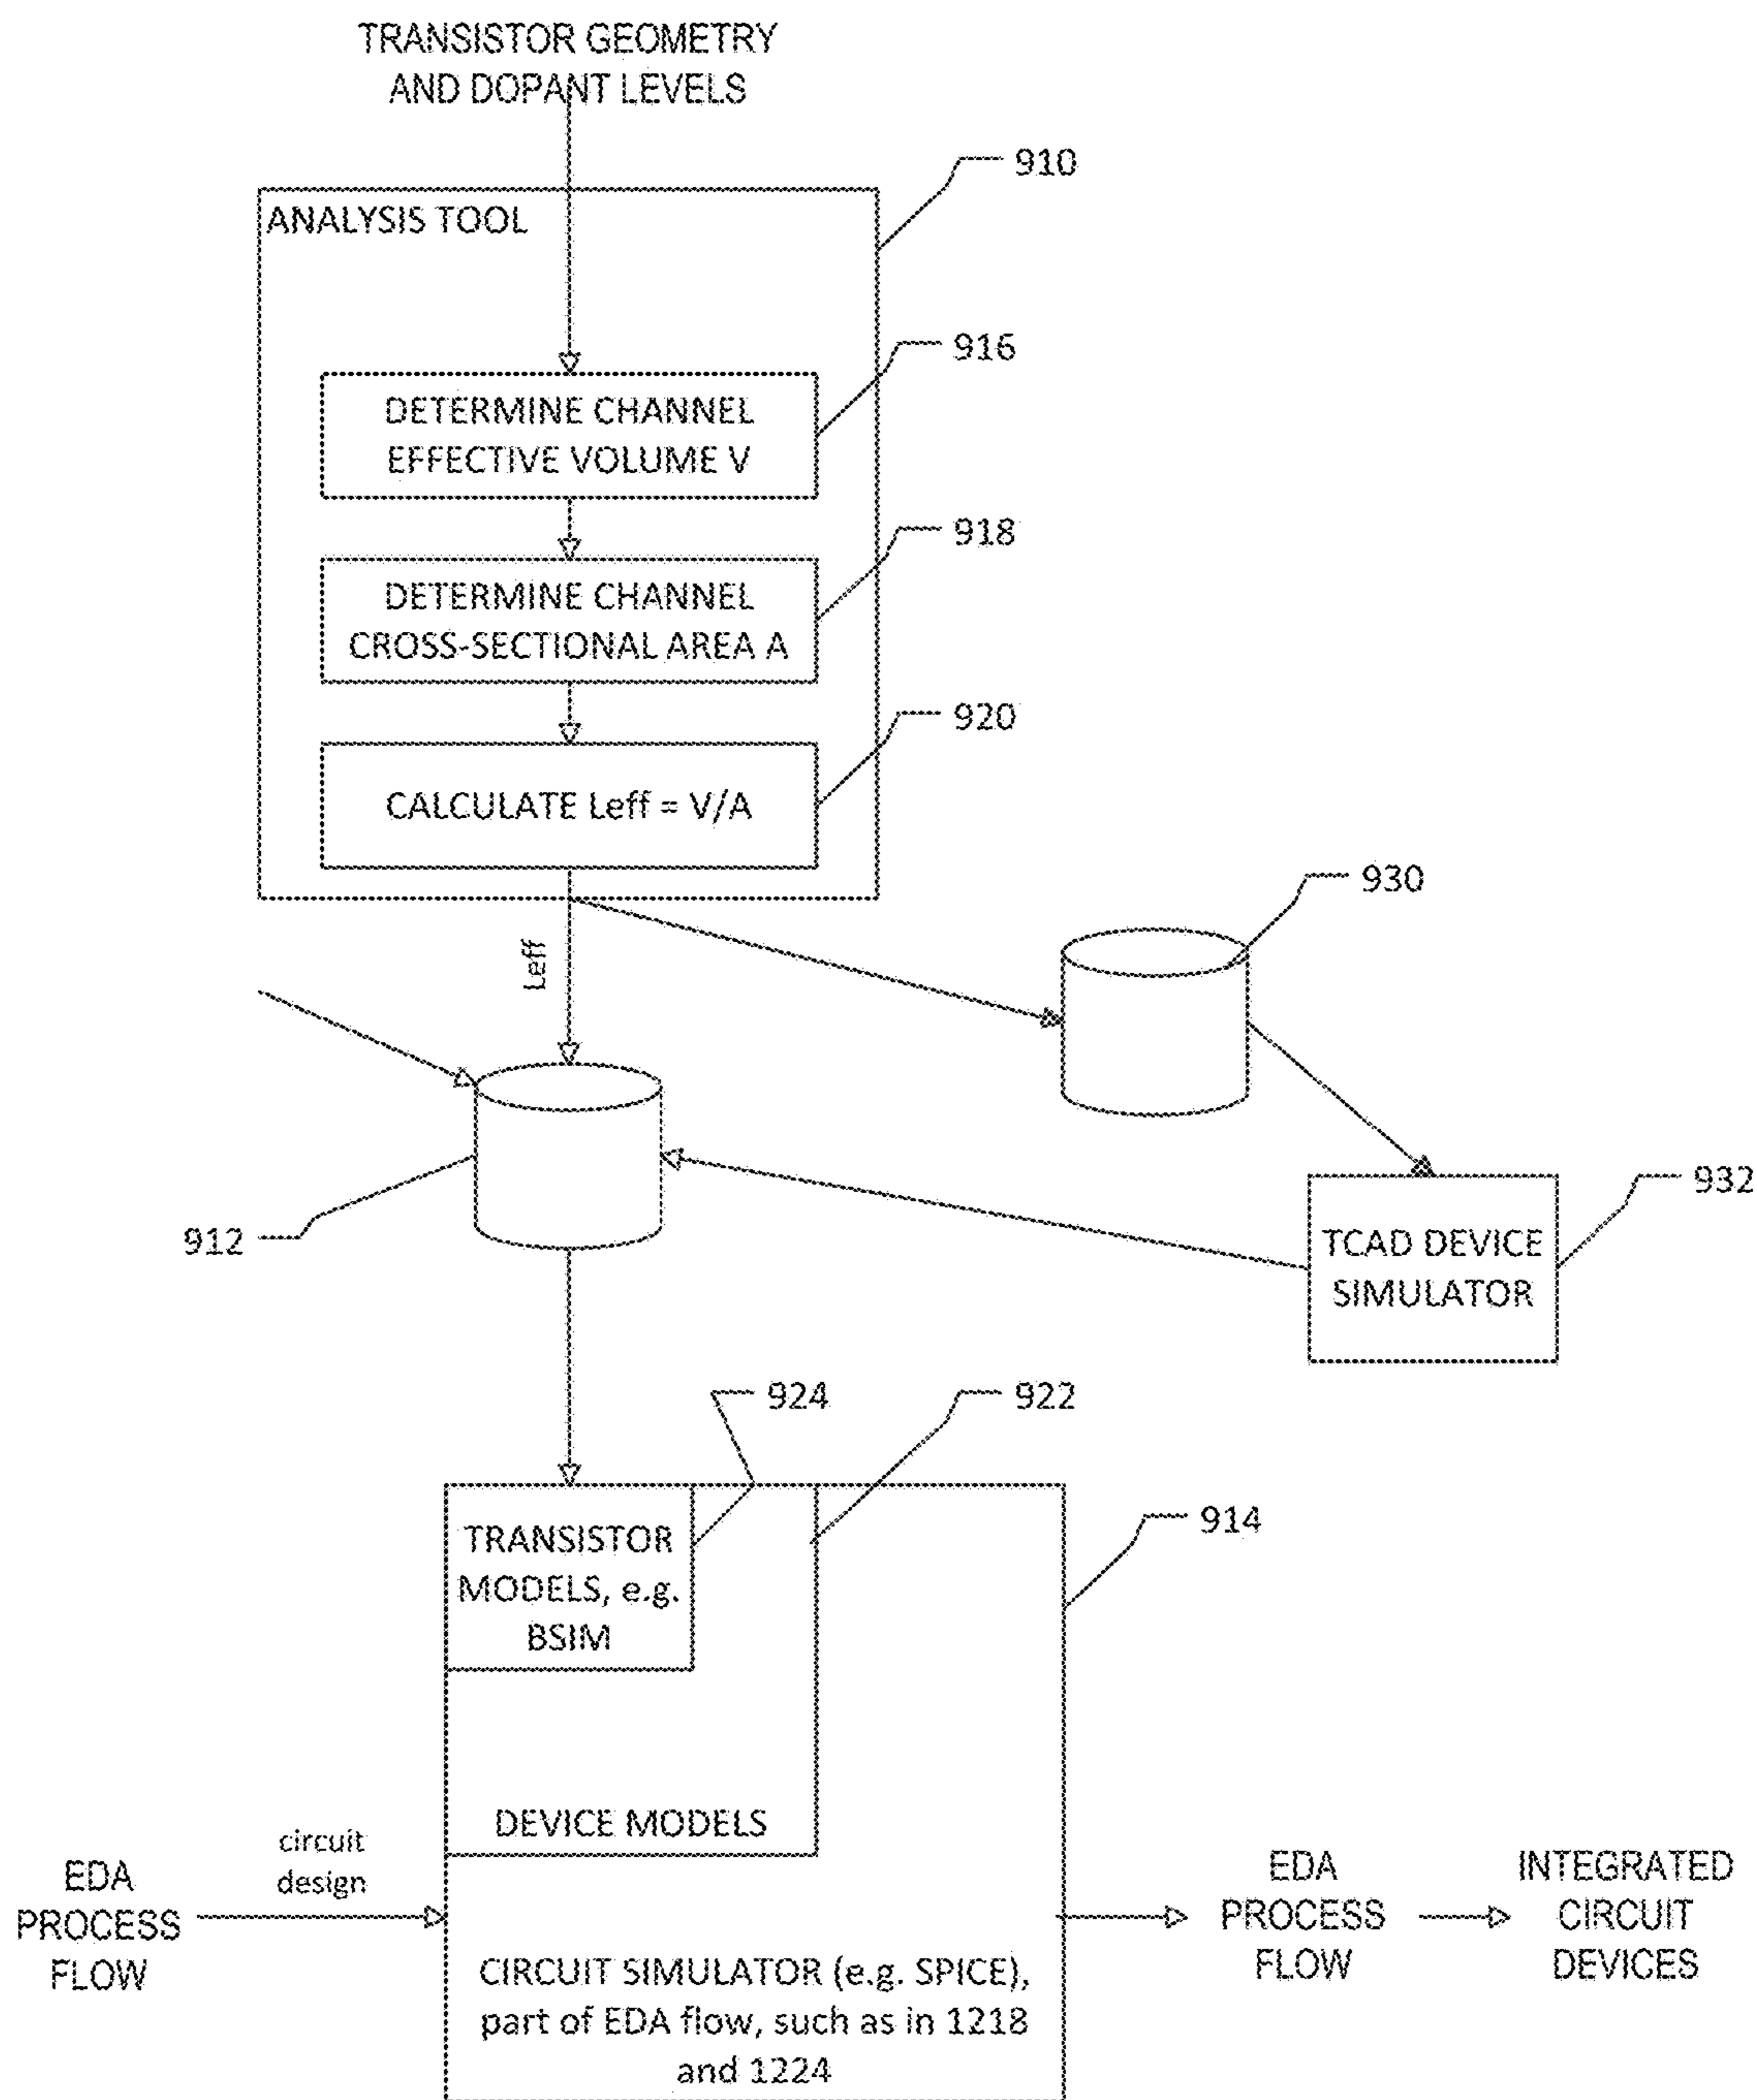 TRANSISTOR GEOMETRY
AND DOPANT LEVELS
910
ANALYSIS TOOL
916
DETERMINE CHANNEL
EFFECTIVE VOLUME V
918
DETERMINE CHANNEL
CROSS-SECTIONAL AREA A
920
CALCULATE Leff = V/A
930
Leff
912
932
TCAD DEVICE
SIMULATOR
924
922
914
TRANSISTOR
MODELS, e.g.
BSIM
DEVICE MODELS
EDA
PROCESS
FLOW
circuit
design
CIRCUIT SIMULATOR (e.g. SPICE),
part of EDA flow, such as in 1218
and 1224
EDA
PROCESS
FLOW
INTEGRATED
CIRCUIT
DEVICES